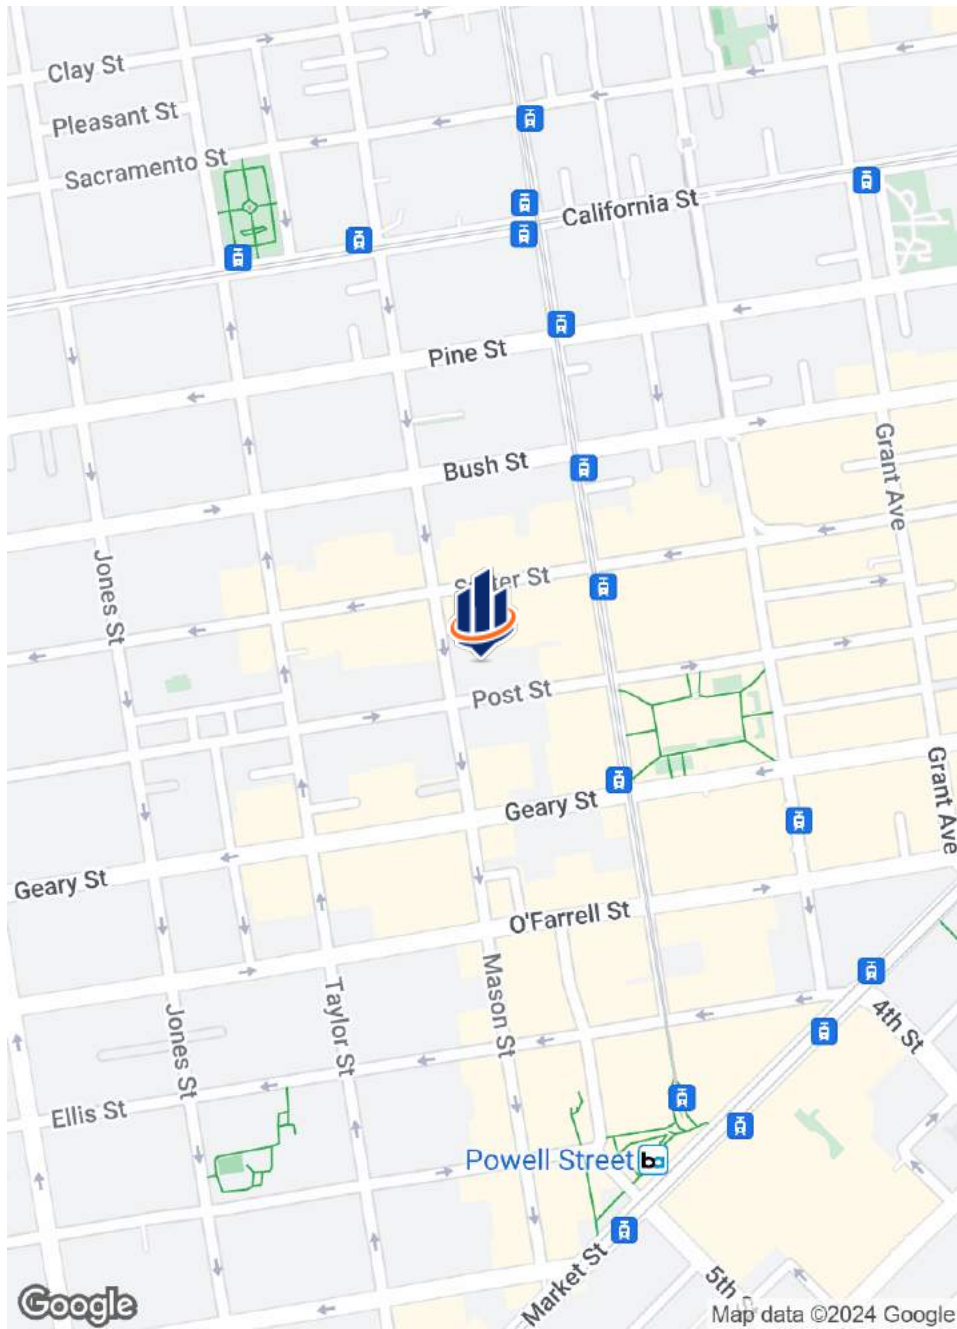 Clay St
Pleasant St
Sacramento St
California St
Pine St
Bush St
Grant Ave
Jones St
St
Post St
Geary St
Grant Ave
Geary St
O'Farrell St
Mason St
Taylor St
Jones St
4th St
Ellis St
Powell Street
Market St
5th
Google
Map data ©2024 Google